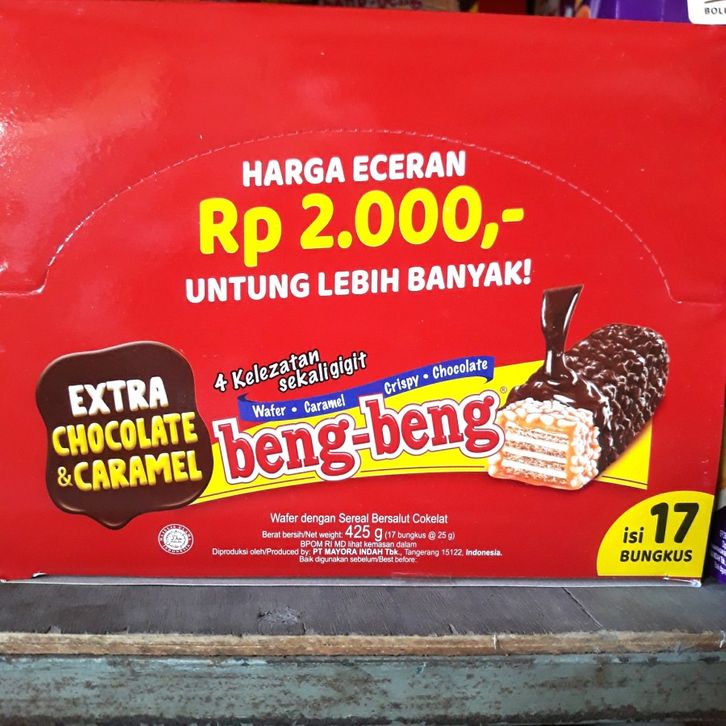 HARGA ECERAN
Rp 2.000,-
UNTUNG LEBIH BANYAK!
4 Kelezatan
sekaligigit
Wafer • Caramel • Crispy • Chocolate
beng-beng®
EXTRA
CHOCOLATE
& CARAMEL
Wafer dengan Sereal Bersalut Cokelat
Berat bersih/Net weight: 425 g (17 bungkus @ 25 g)
BPOM RI MD lihat kemasan dalam
Diproduksi oleh/Produced by: PT MAYORA INDAH Tbk., Tangerang 15122, Indonesia.
Baik digunakan sebelum/Best before:
isi 17
BUNGKUS